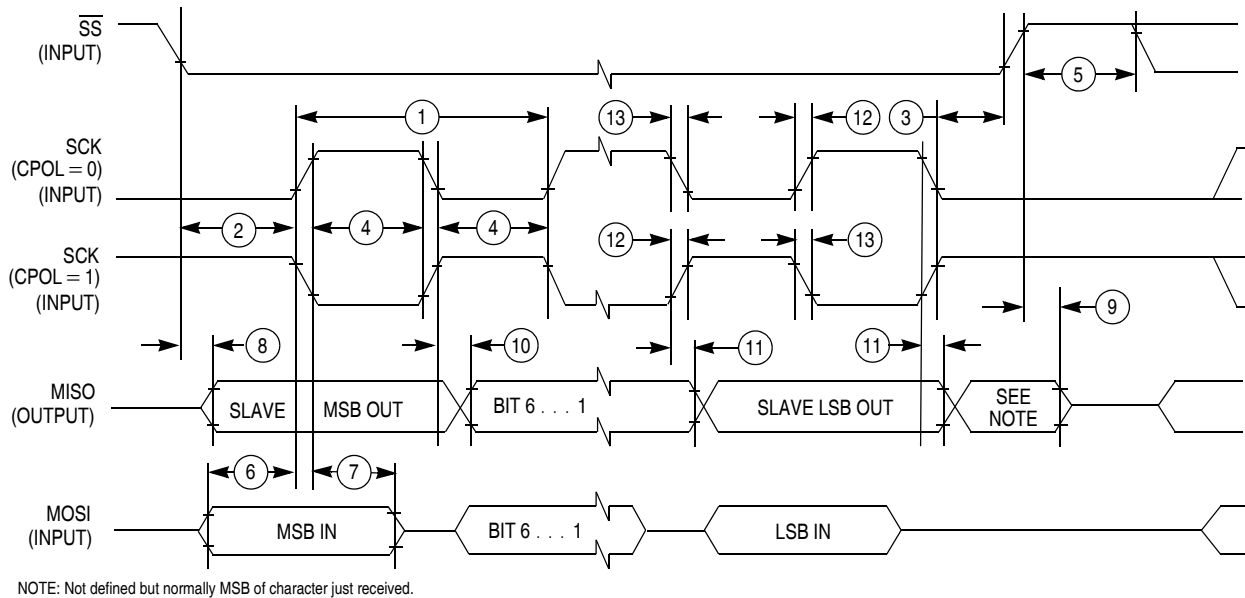 SS
(INPUT)
5
1
13
12
3
SCK
(CPOL = 0)
(INPUT)
2
4
4
12
13
SCK
(CPOL = 1)
(INPUT)
9
8
10
11
11
MISO
(OUTPUT)
SLAVE
MSB OUT
BIT 6 . . . 1
SLAVE LSB OUT
SEE
NOTE
6
7
MOSI
(INPUT)
MSB IN
BIT 6 . . . 1
LSB IN
NOTE: Not defined but normally MSB of character just received.